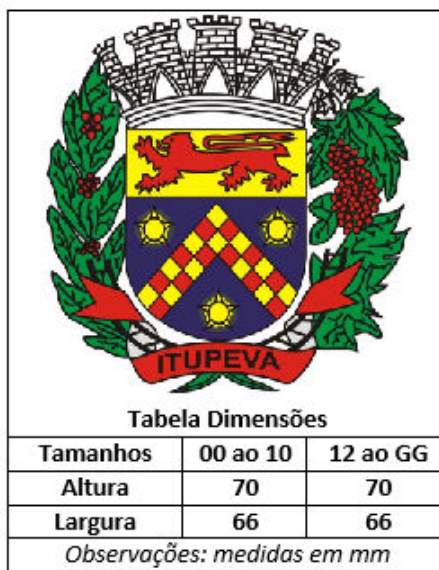 ITUPEVA
Tabela Dimensões
Tamanhos 00 ao 10 12 ao GG
Altura 70 70
Largura 66 66
Observações: medidas em mm